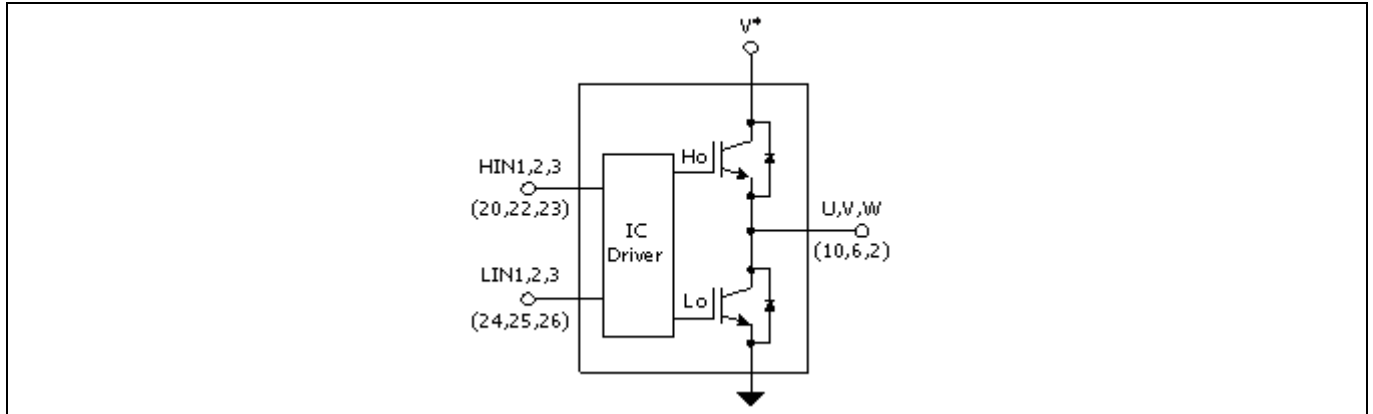 V+
Ho
HIN1,2,3
(20,22,23)
U,V,W
(10,6,2)
IC
Driver
LIN1,2,3
(24,25,26)
Lo